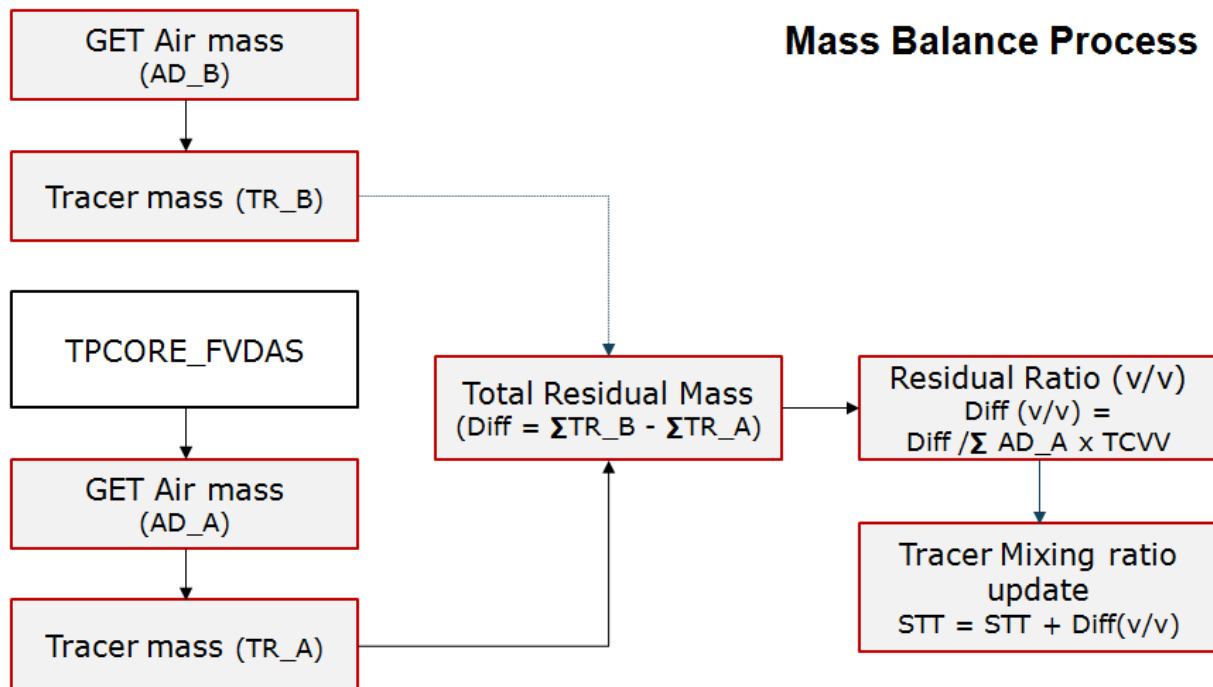 Mass Balance Process
GET Air mass
(AD_B)
Tracer mass (TR_B)
TPCORE_FVDAS
GET Air mass
(AD_A)
Tracer mass (TR_A)
Total Residual Mass
(Diff = ΣTR_B - ΣTR_A)
Residual Ratio (v/v)
Diff (v/v) =
Diff /Σ AD_A x TCVV
Tracer Mixing ratio
update
STT = STT + Diff(v/v)